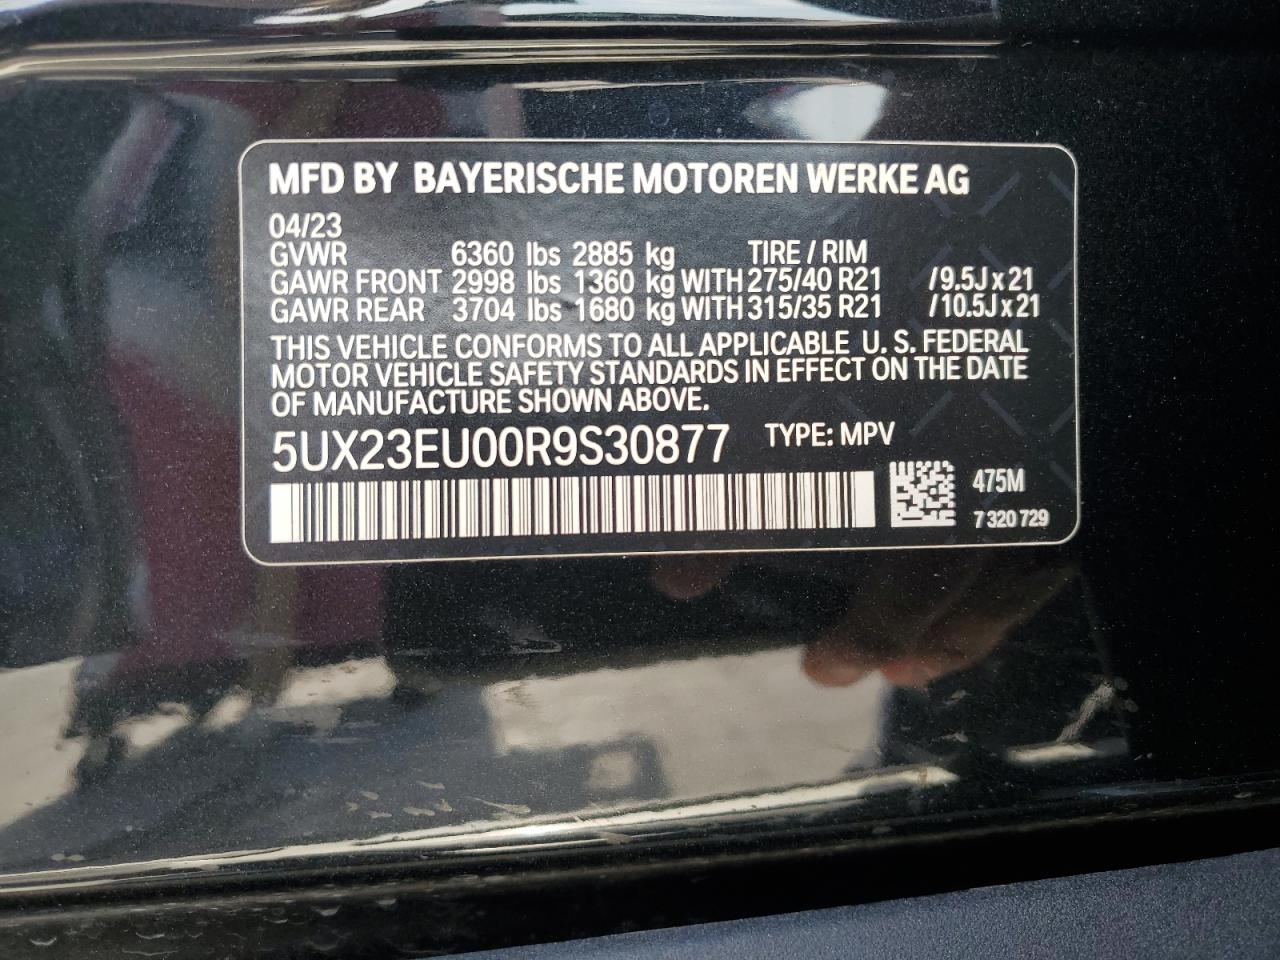 MFD BY BAYERISCHE MOTOREN WERKE AG
04/23
GVWR 6360 lbs 2885 kg TIRE / RIM
GAWR FRONT 2998 lbs 1360 kg WITH 275/40 R21 /9.5J x 21
GAWR REAR 3704 lbs 1680 kg WITH 315/35 R21 /10.5J x 21
THIS VEHICLE CONFORMS TO ALL APPLICABLE U. S. FEDERAL
MOTOR VEHICLE SAFETY STANDARDS IN EFFECT ON THE DATE
OF MANUFACTURE SHOWN ABOVE.
5UX23EU00R9S30877 TYPE: MPV
475M
7 320 729